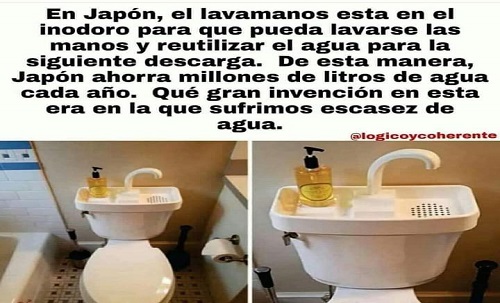 En Japón, el lavamanos esta en el
inodoro para que pueda lavarse las
manos y reutilizar el agua para la
siguiente descarga.  De esta manera,
Japón ahorra millones de litros de agua
cada año.  Qué gran invención en esta
era en la que sufrimos escasez de
agua.
@logicoycoherente